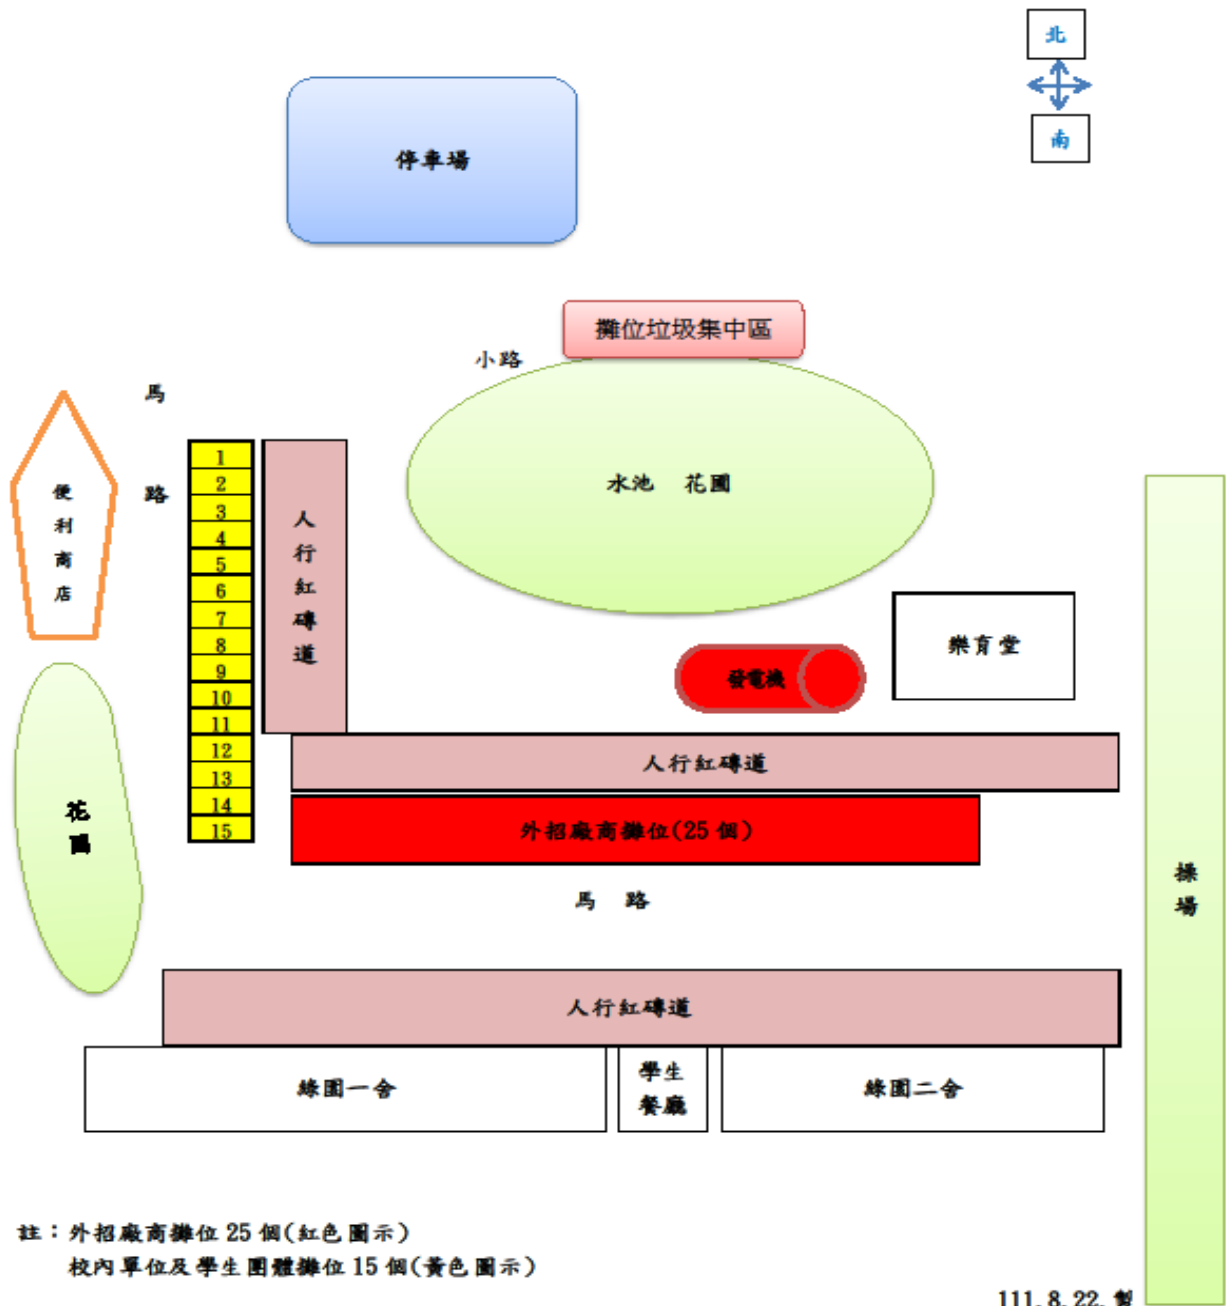 北
南
停車場
攤位垃圾集中區
小路
馬
路
水池 花圃
便
利
商
店
1
2
3
4
5
6
7
8
9
10
11
12
13
14
15
人
行
紅
磚
道
樂育堂
發電機
人行紅磚道
外招廠商攤位(25 個)
花
圃
馬 路
操
場
人行紅磚道
綠園一舍
學生
餐廳
綠園二舍
註：外招廠商攤位 25 個(紅色圖示)
校內單位及學生團體攤位 15 個(黃色圖示)
111.8.22.製